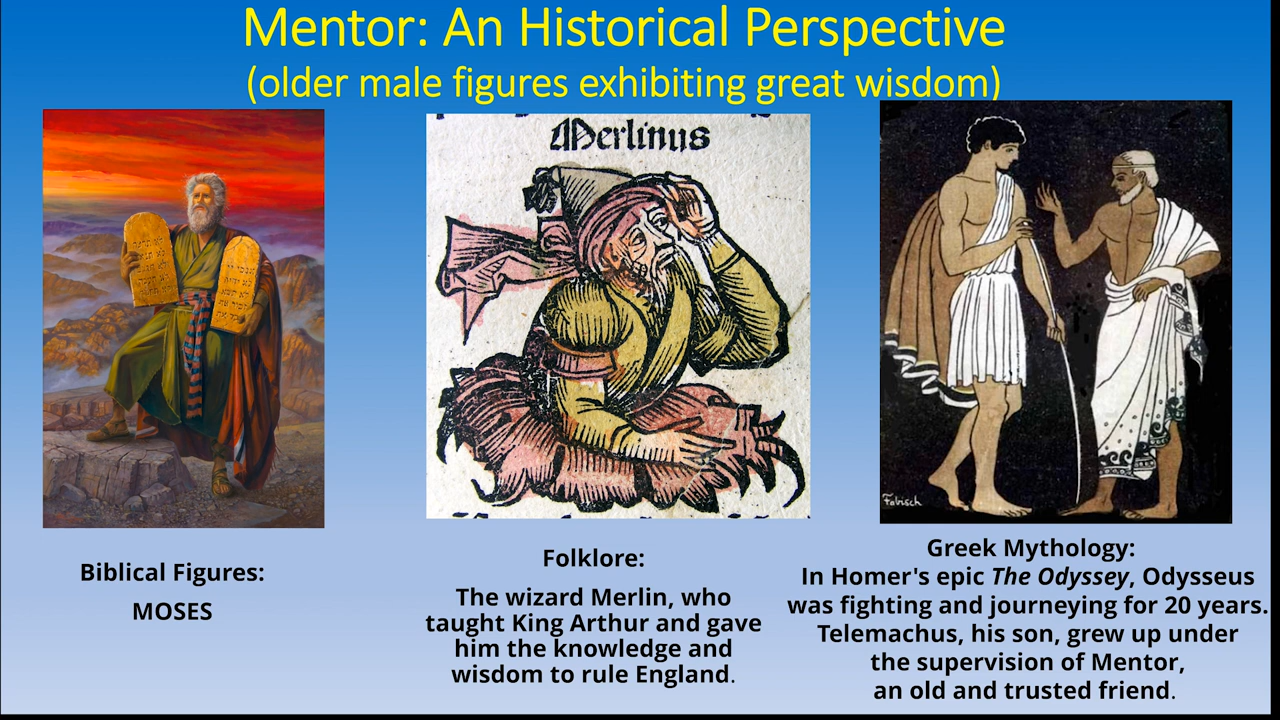 Mentor: An Historical Perspective
(older male figures exhibiting great wisdom)
Merlinus
Fabisch
Biblical Figures:
MOSES
Folklore:
The wizard Merlin, who
taught King Arthur and gave
him the knowledge and
wisdom to rule England.
Greek Mythology:
In Homer's epic The Odyssey, Odysseus
was fighting and journeying for 20 years.
Telemachus, his son, grew up under
the supervision of Mentor,
an old and trusted friend.